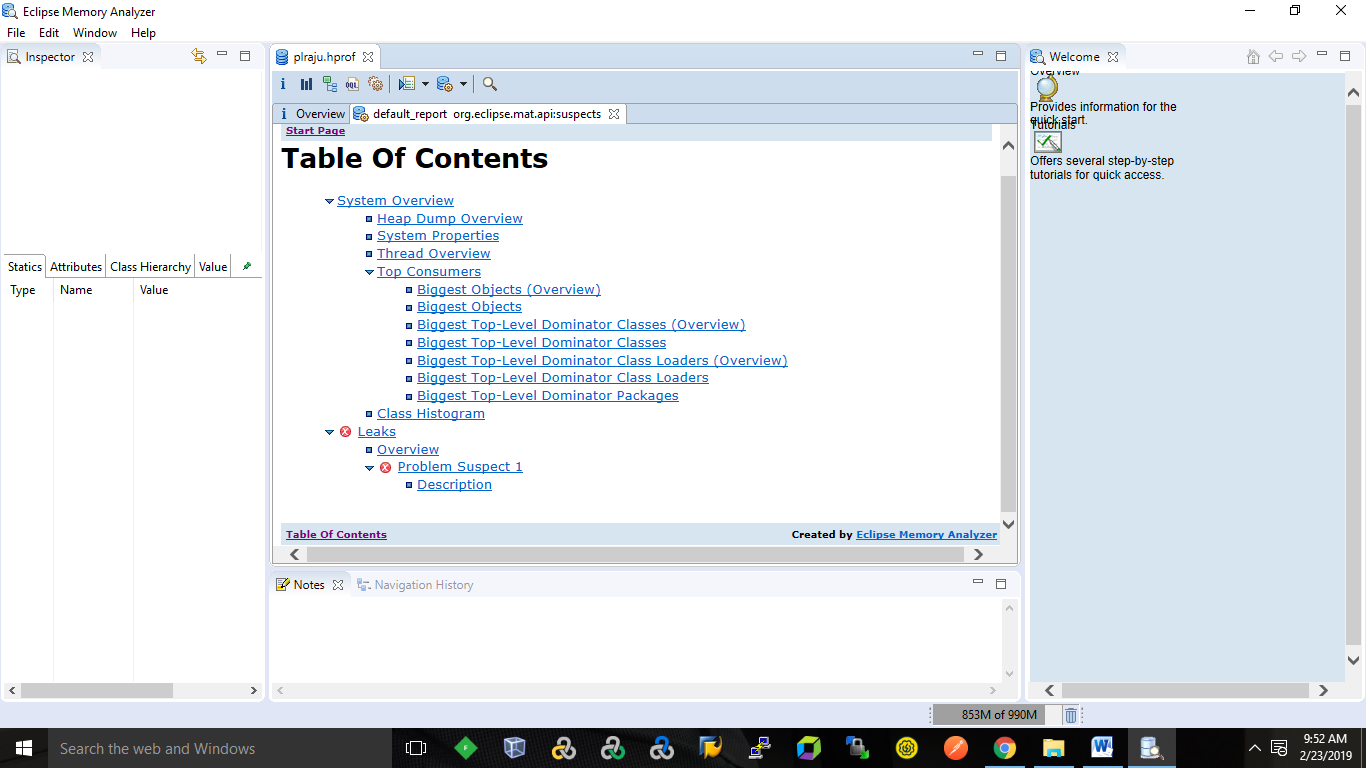 Eclipse Memory Analyzer
File Edit Window Help
Inspector
Statics Attributes Class Hierarchy Value
Type Name Value
plraju.hprof
OQL
i Overview default_report org.eclipse.mat.api:suspects
Start Page
Table Of Contents
System Overview
Heap Dump Overview
System Properties
Thread Overview
Top Consumers
Biggest Objects (Overview)
Biggest Objects
Biggest Top-Level Dominator Classes (Overview)
Biggest Top-Level Dominator Classes
Biggest Top-Level Dominator Class Loaders (Overview)
Biggest Top-Level Dominator Class Loaders
Biggest Top-Level Dominator Packages
Class Histogram
Leaks
Overview
Problem Suspect 1
Description
Table Of Contents Created by Eclipse Memory Analyzer
Notes Navigation History
Welcome
Overview
Provides information for the
quick start.
Tutorials
Offers several step-by-step
tutorials for quick access.
853M of 990M
Search the web and Windows
9:52 AM
2/23/2019